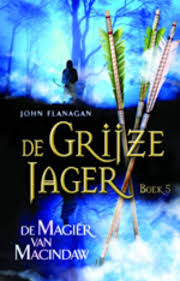 JOHN FLANAGAN
DE GRIJZE
JAGER BOEK 5
DE MAGIËR
VAN
MACINDAW